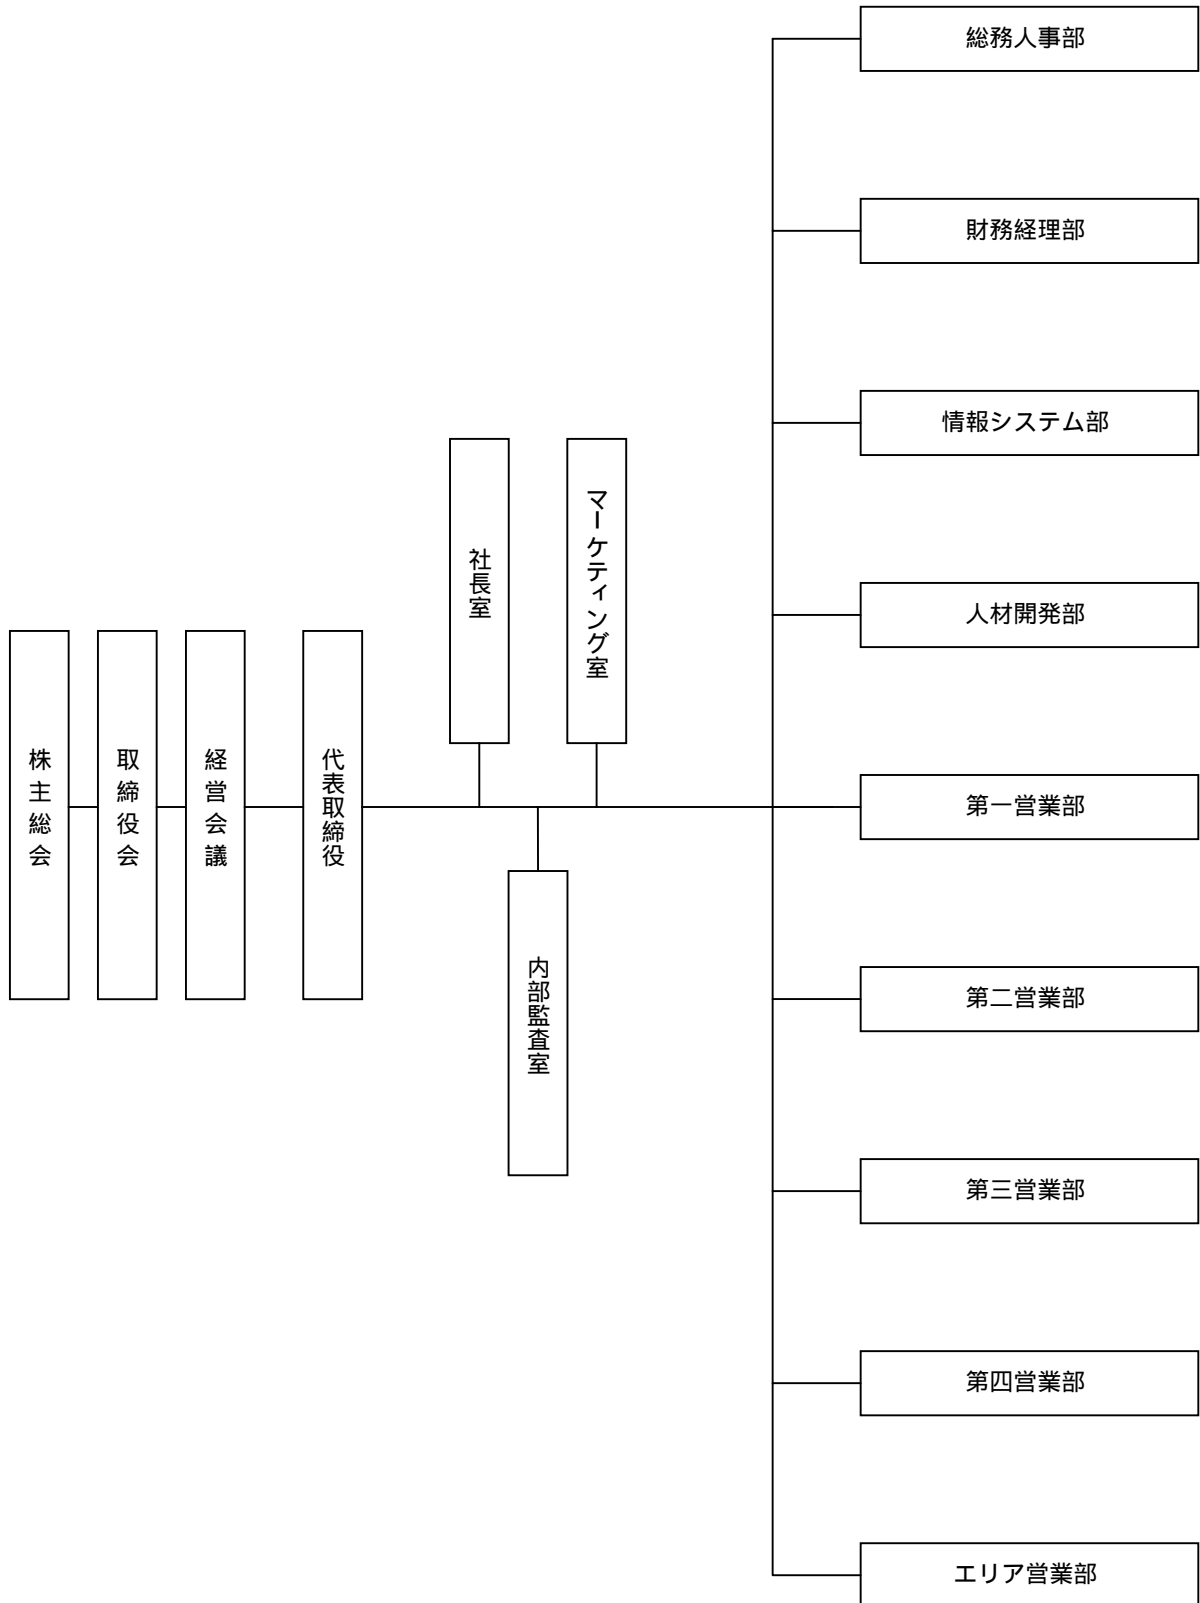 株主総会
取締役会
経営会議
代表取締役
社長室
マーケティング室
内部監査室
総務人事部
財務経理部
情報システム部
人材開発部
第一営業部
第二営業部
第三営業部
第四営業部
エリア営業部